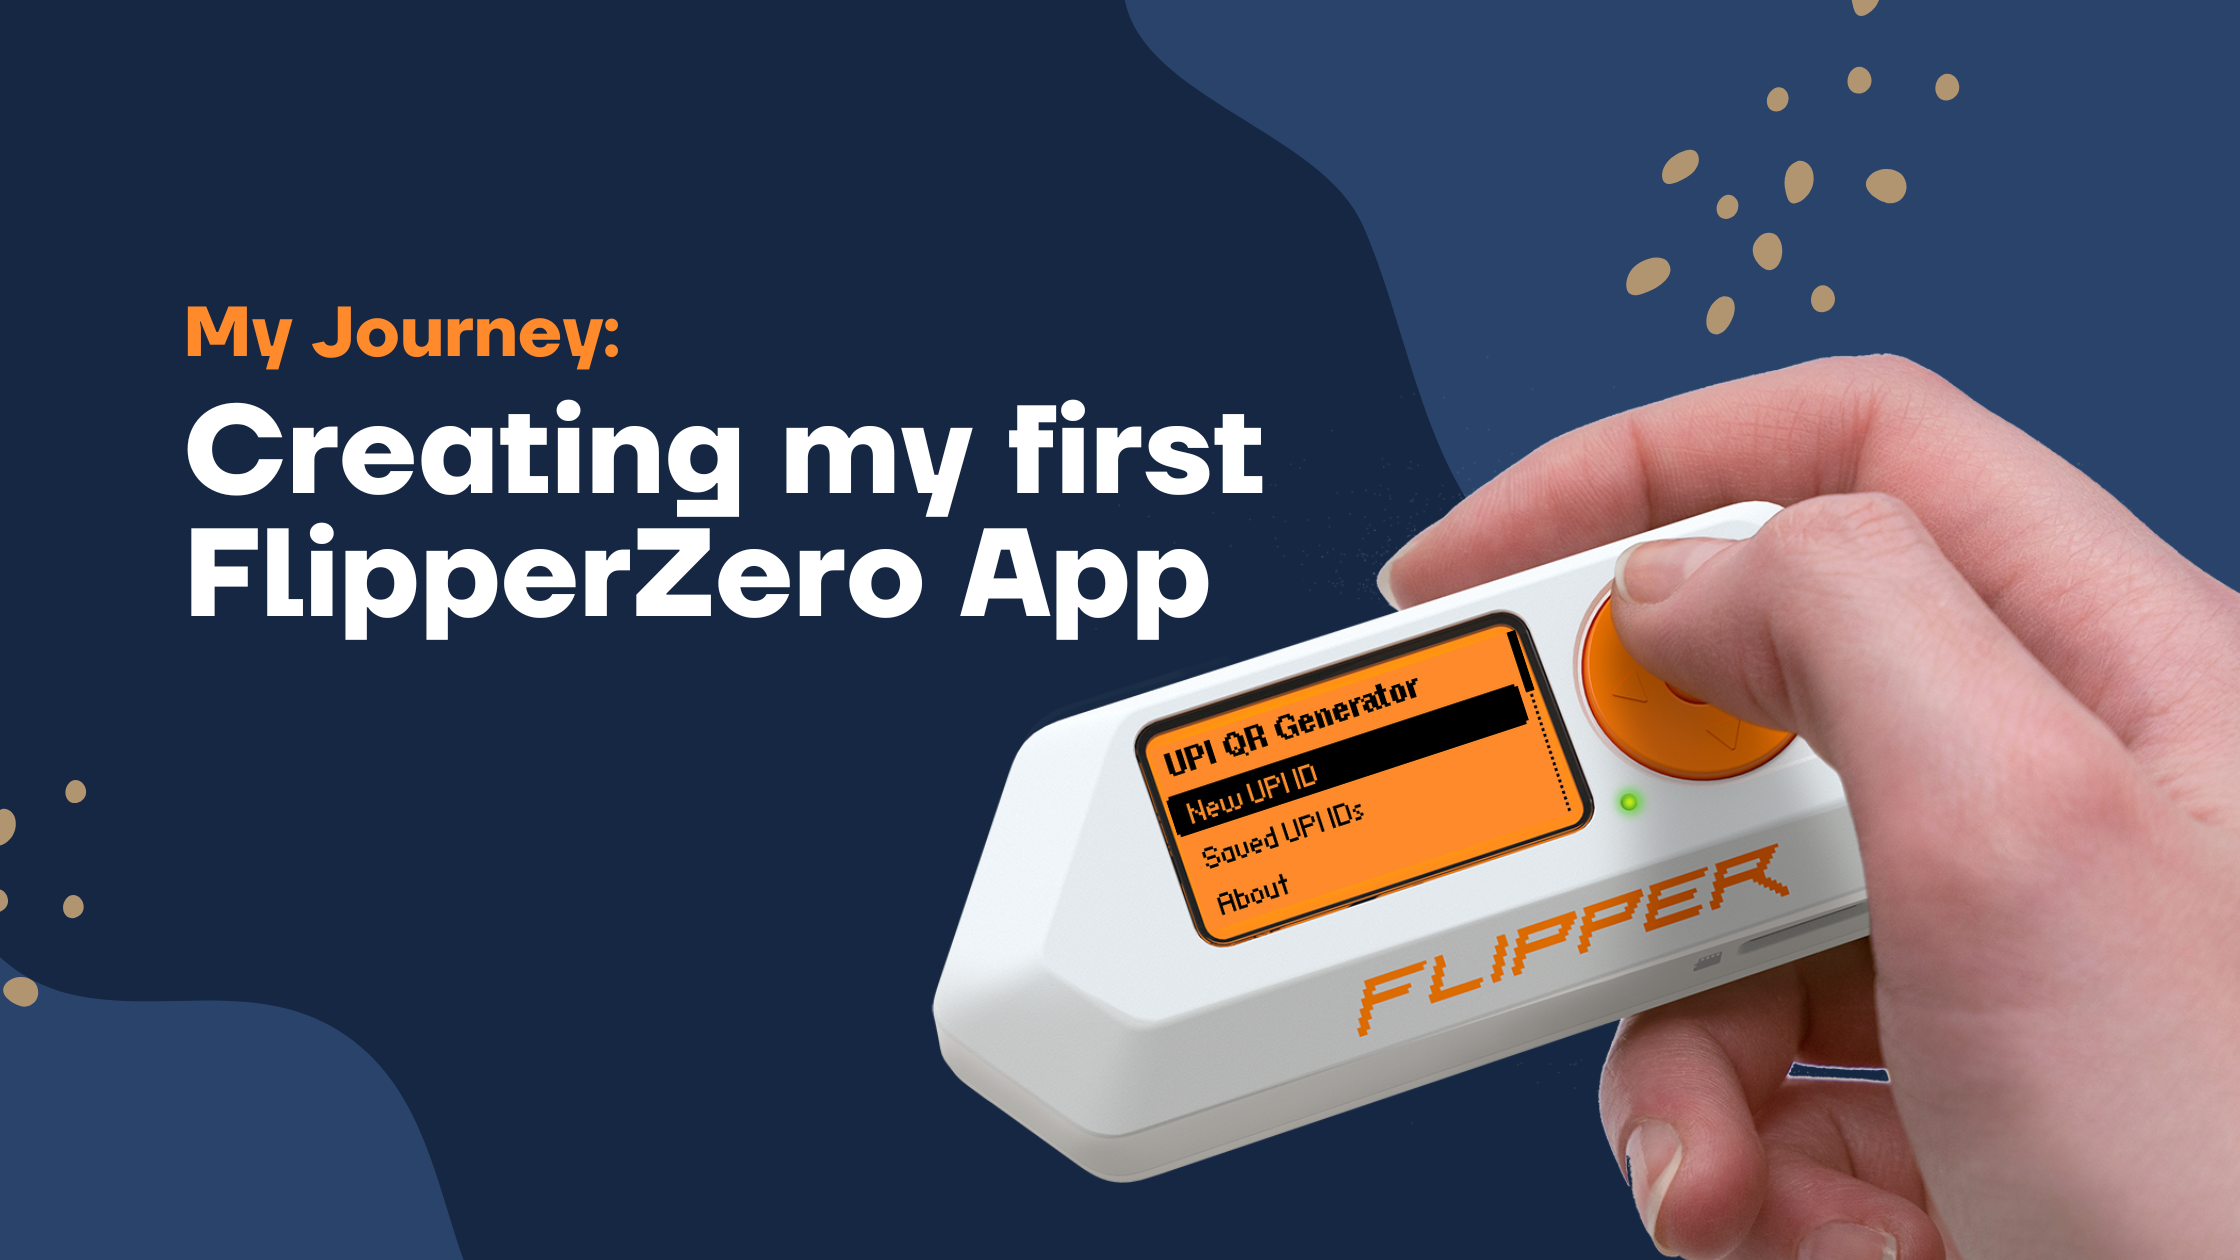 My Journey:
Creating my first
FlipperZero App
UPI QR Generator
New UPI ID
Saved UPI IDs
About
FLIPPER